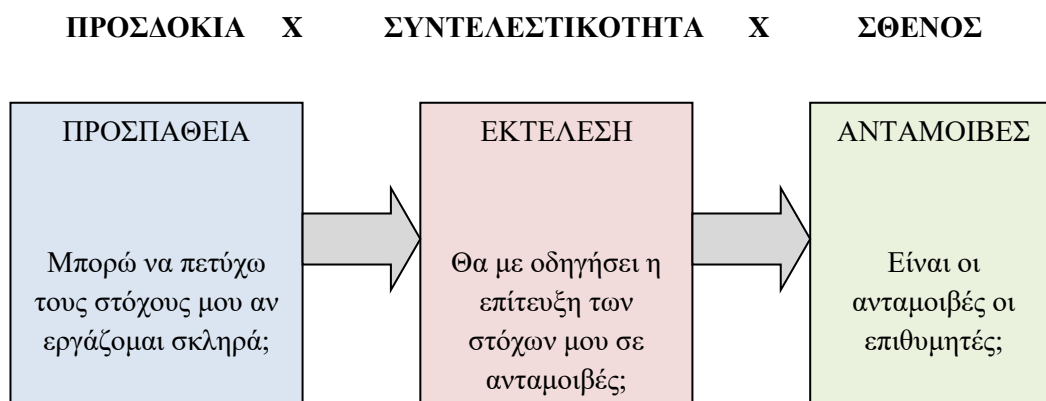 ΠΡΟΣΔΟΚΙΑ X ΣΥΝΤΕΛΕΣΤΙΚΟΤΗΤΑ X ΣΘΕΝΟΣ
ΠΡΟΣΠΑΘΕΙΑ
Μπορώ να πετύχω
τους στόχους μου αν
εργάζομαι σκληρά;
ΕΚΤΕΛΕΣΗ
Θα με οδηγήσει η
επίτευξη των
στόχων μου σε
ανταμοιβές;
ΑΝΤΑΜΟΙΒΕΣ
Είναι οι
ανταμοιβές οι
επιθυμητές;